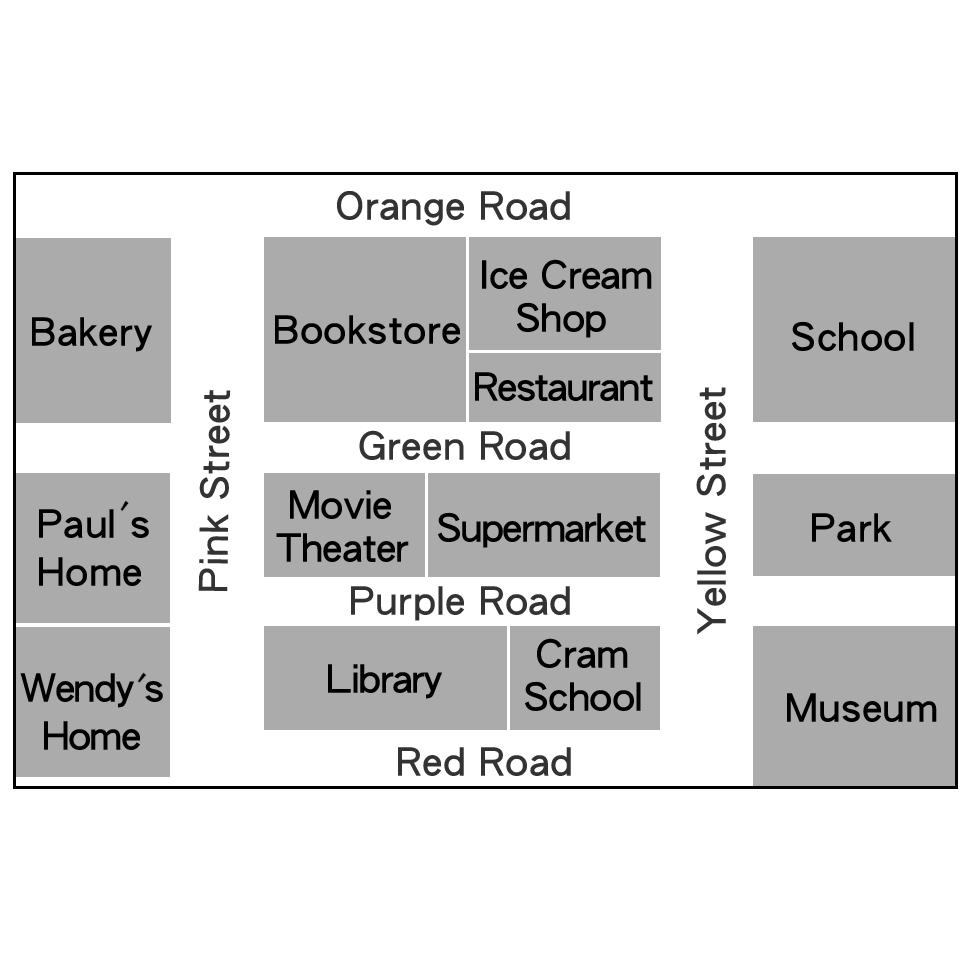 Orange Road
Bakery
Bookstore
Ice Cream
Shop
Restaurant
School
Pink Street
Green Road
Yellow Street
Paul´s
Home
Movie
Theater
Supermarket
Park
Purple Road
Wendy´s
Home
Library
Cram
School
Museum
Red Road